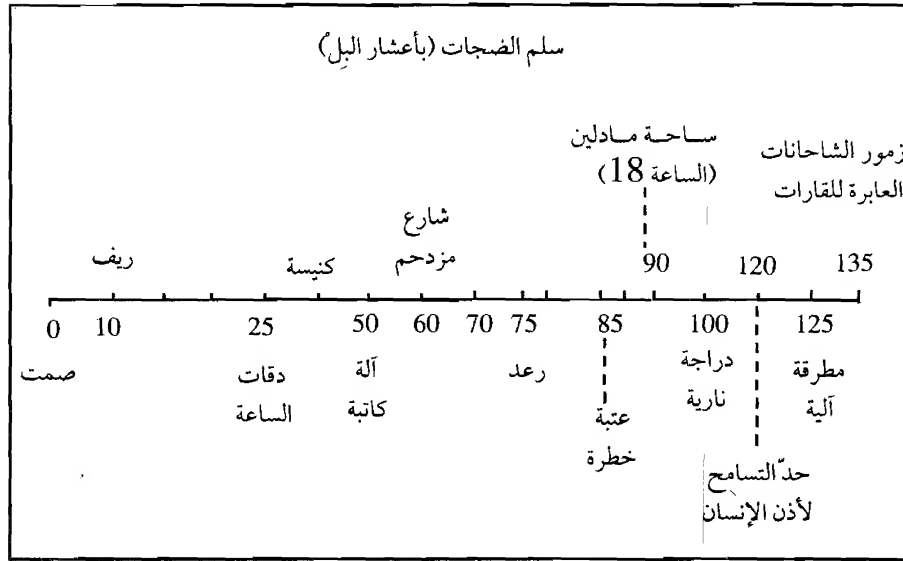 سلم الضجات (بأعشار البِلْ)
ساحة مادلين
(الساعة 18)
زمور الشاحانات
العابرة للقارات
شارع
مزدحم
كنيسة
ريف
90
120
135
0
10
25
50
60
70
75
85
100
125
صمت
دقات
الساعة
آلة
كاتبة
رعد
عتبة
خطرة
دراجة
نارية
مطرقة
آلية
حدّ التسامح
لأذن الإنسان